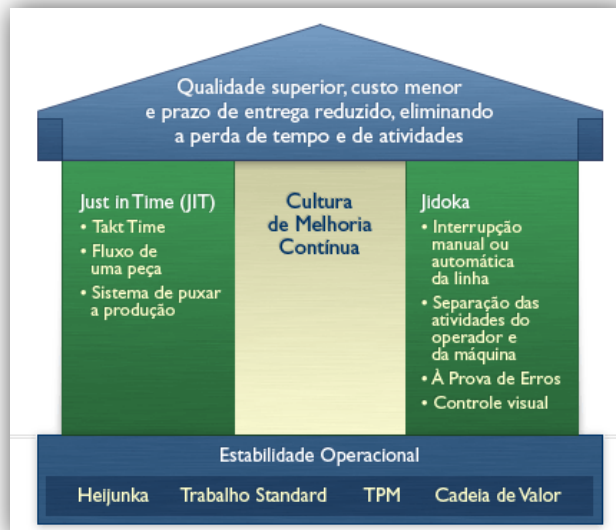 Qualidade superior, custo menor
e prazo de entrega reduzido, eliminando
a perda de tempo e de atividades
Just in Time (JIT)
• Takt Time
• Fluxo de
uma peça
• Sistema de puxar
a produção
Cultura
de Melhoria
Contínua
Jidoka
• Interrupção
manual ou
automática
da linha
• Separação das
atividades do
operador e
da máquina
• À Prova de Erros
• Controle visual
Estabilidade Operacional
Heijunka Trabalho Standard TPM Cadeia de Valor